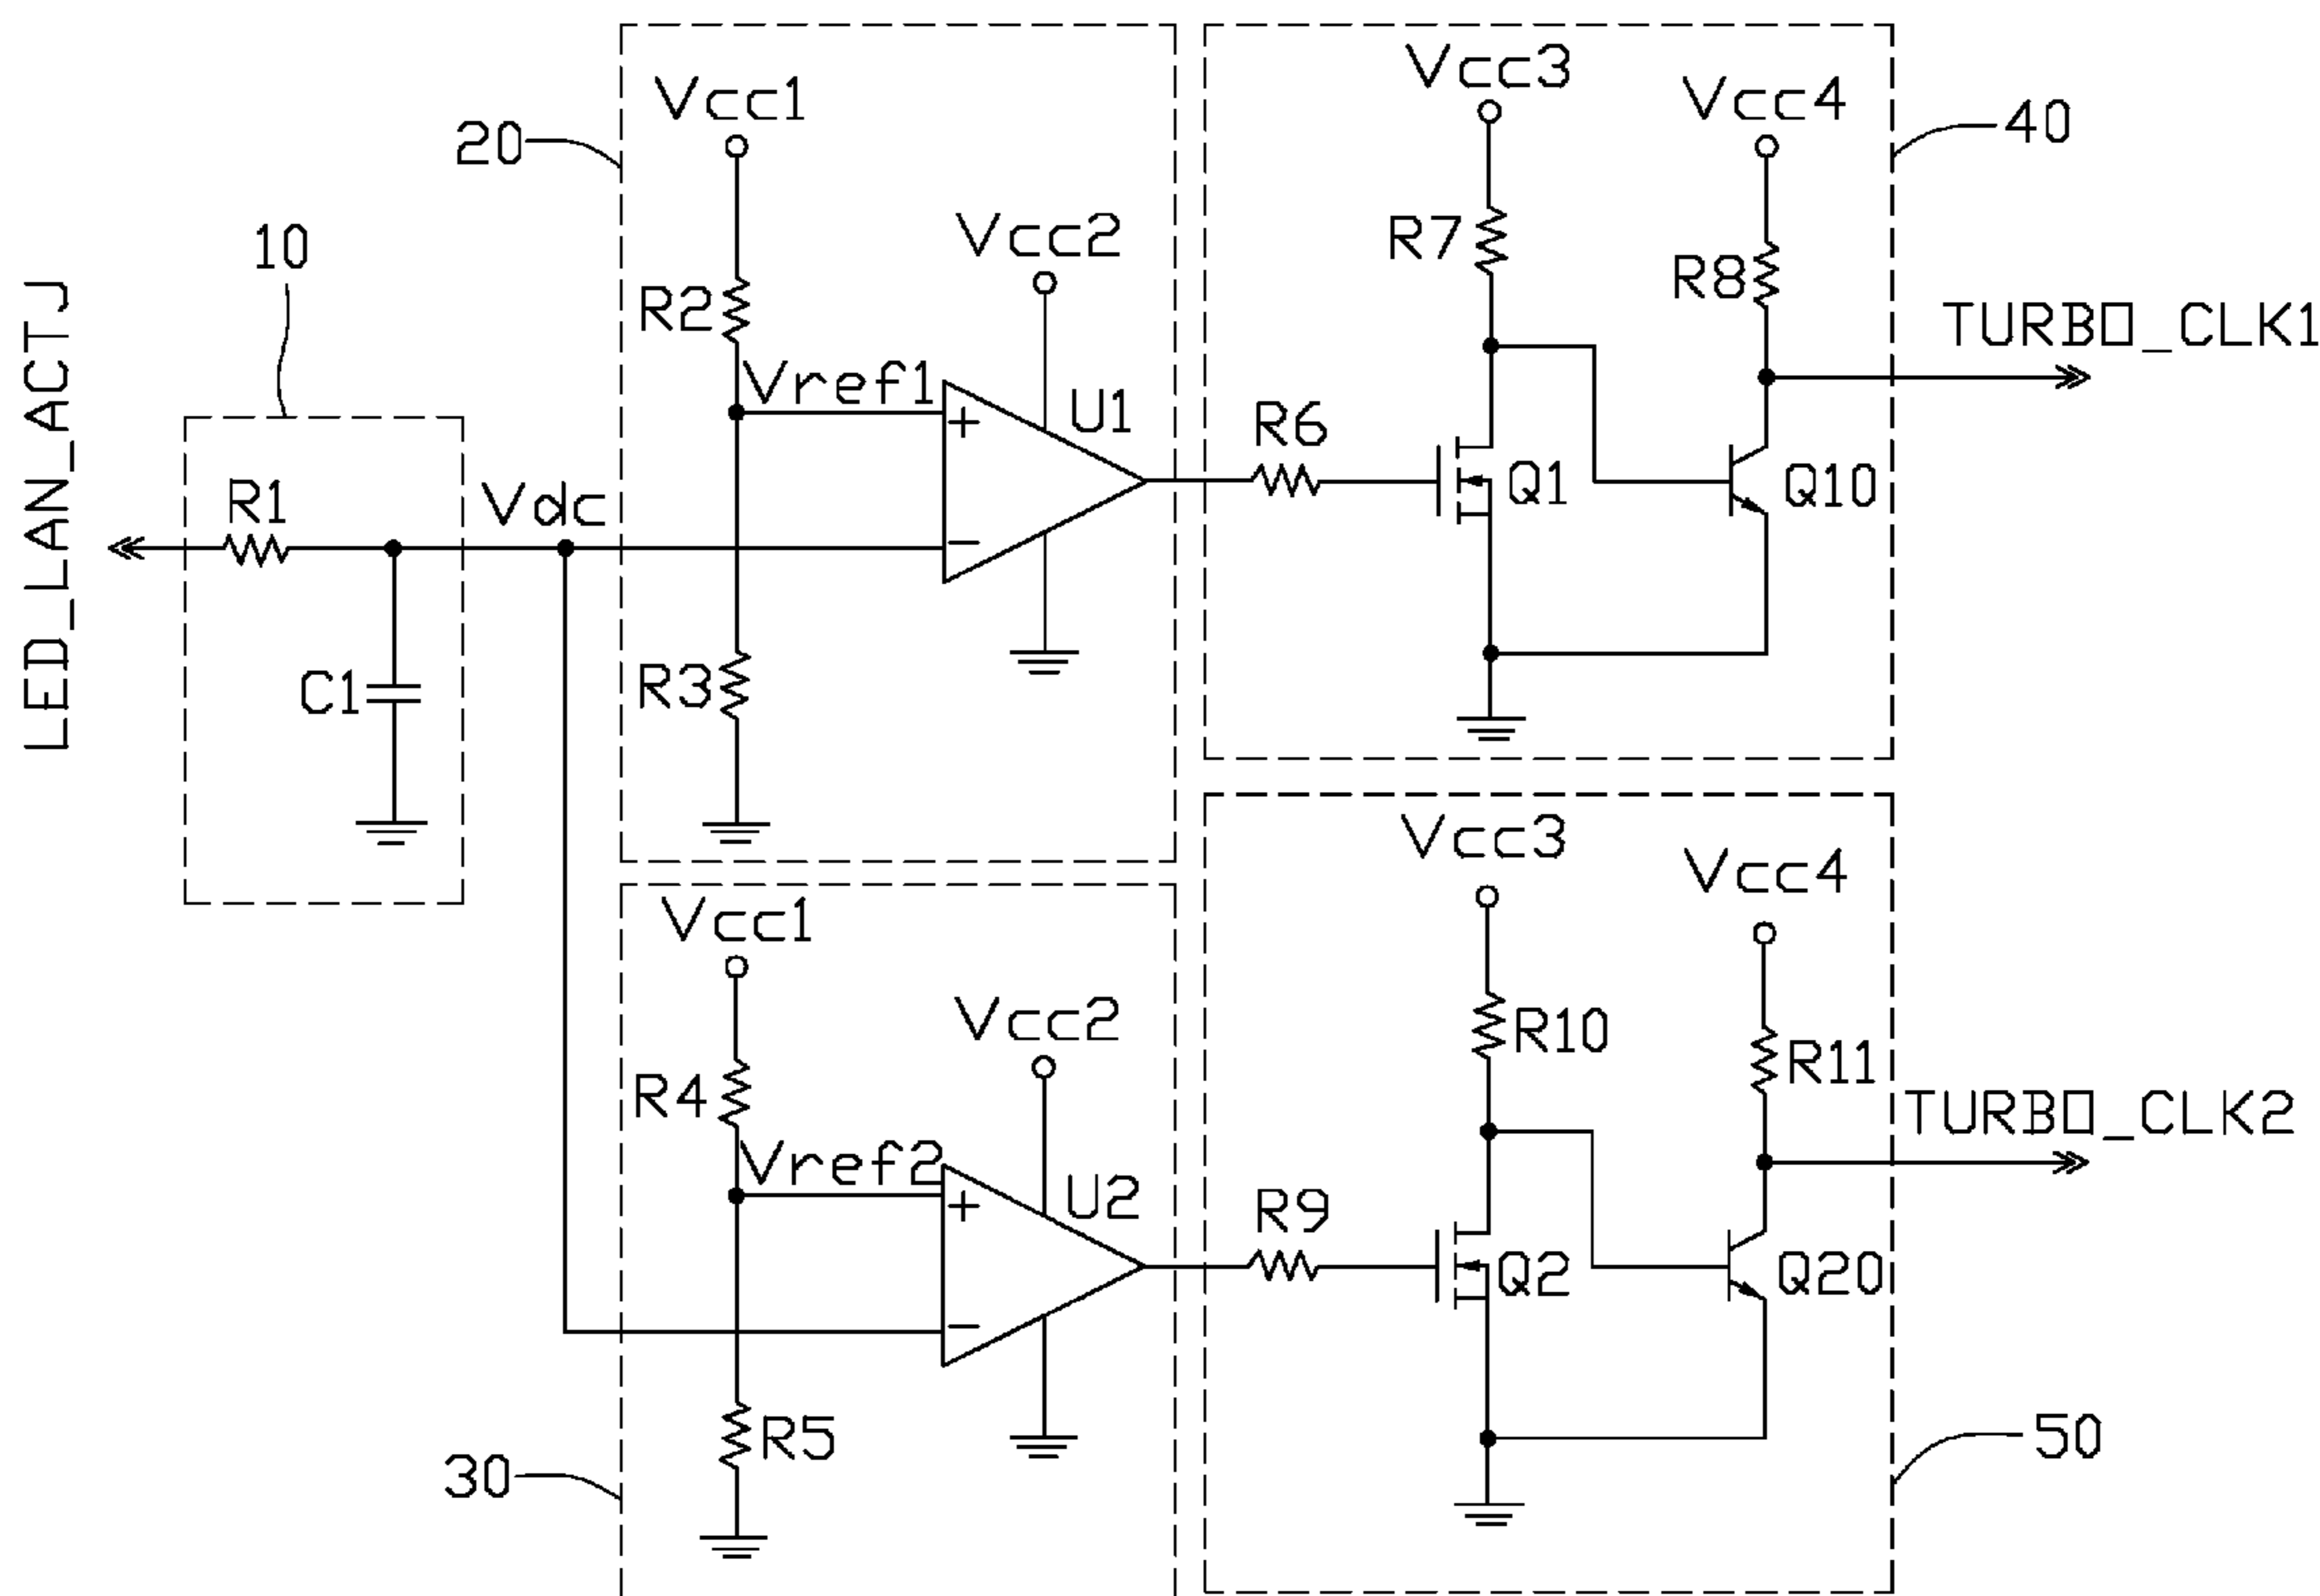 LED_LAN_ACTJ
10
R1
C1
Vdc
20
Vcc1
R2
Vref1
R3
Vcc2
+
−
U1
Vcc3
Vcc4
40
R7
R8
R6
Q1
Q10
TURBO_CLK1
30
Vcc1
R4
Vref2
R5
Vcc2
+
−
U2
Vcc3
Vcc4
R10
R11
R9
Q2
Q20
TURBO_CLK2
50